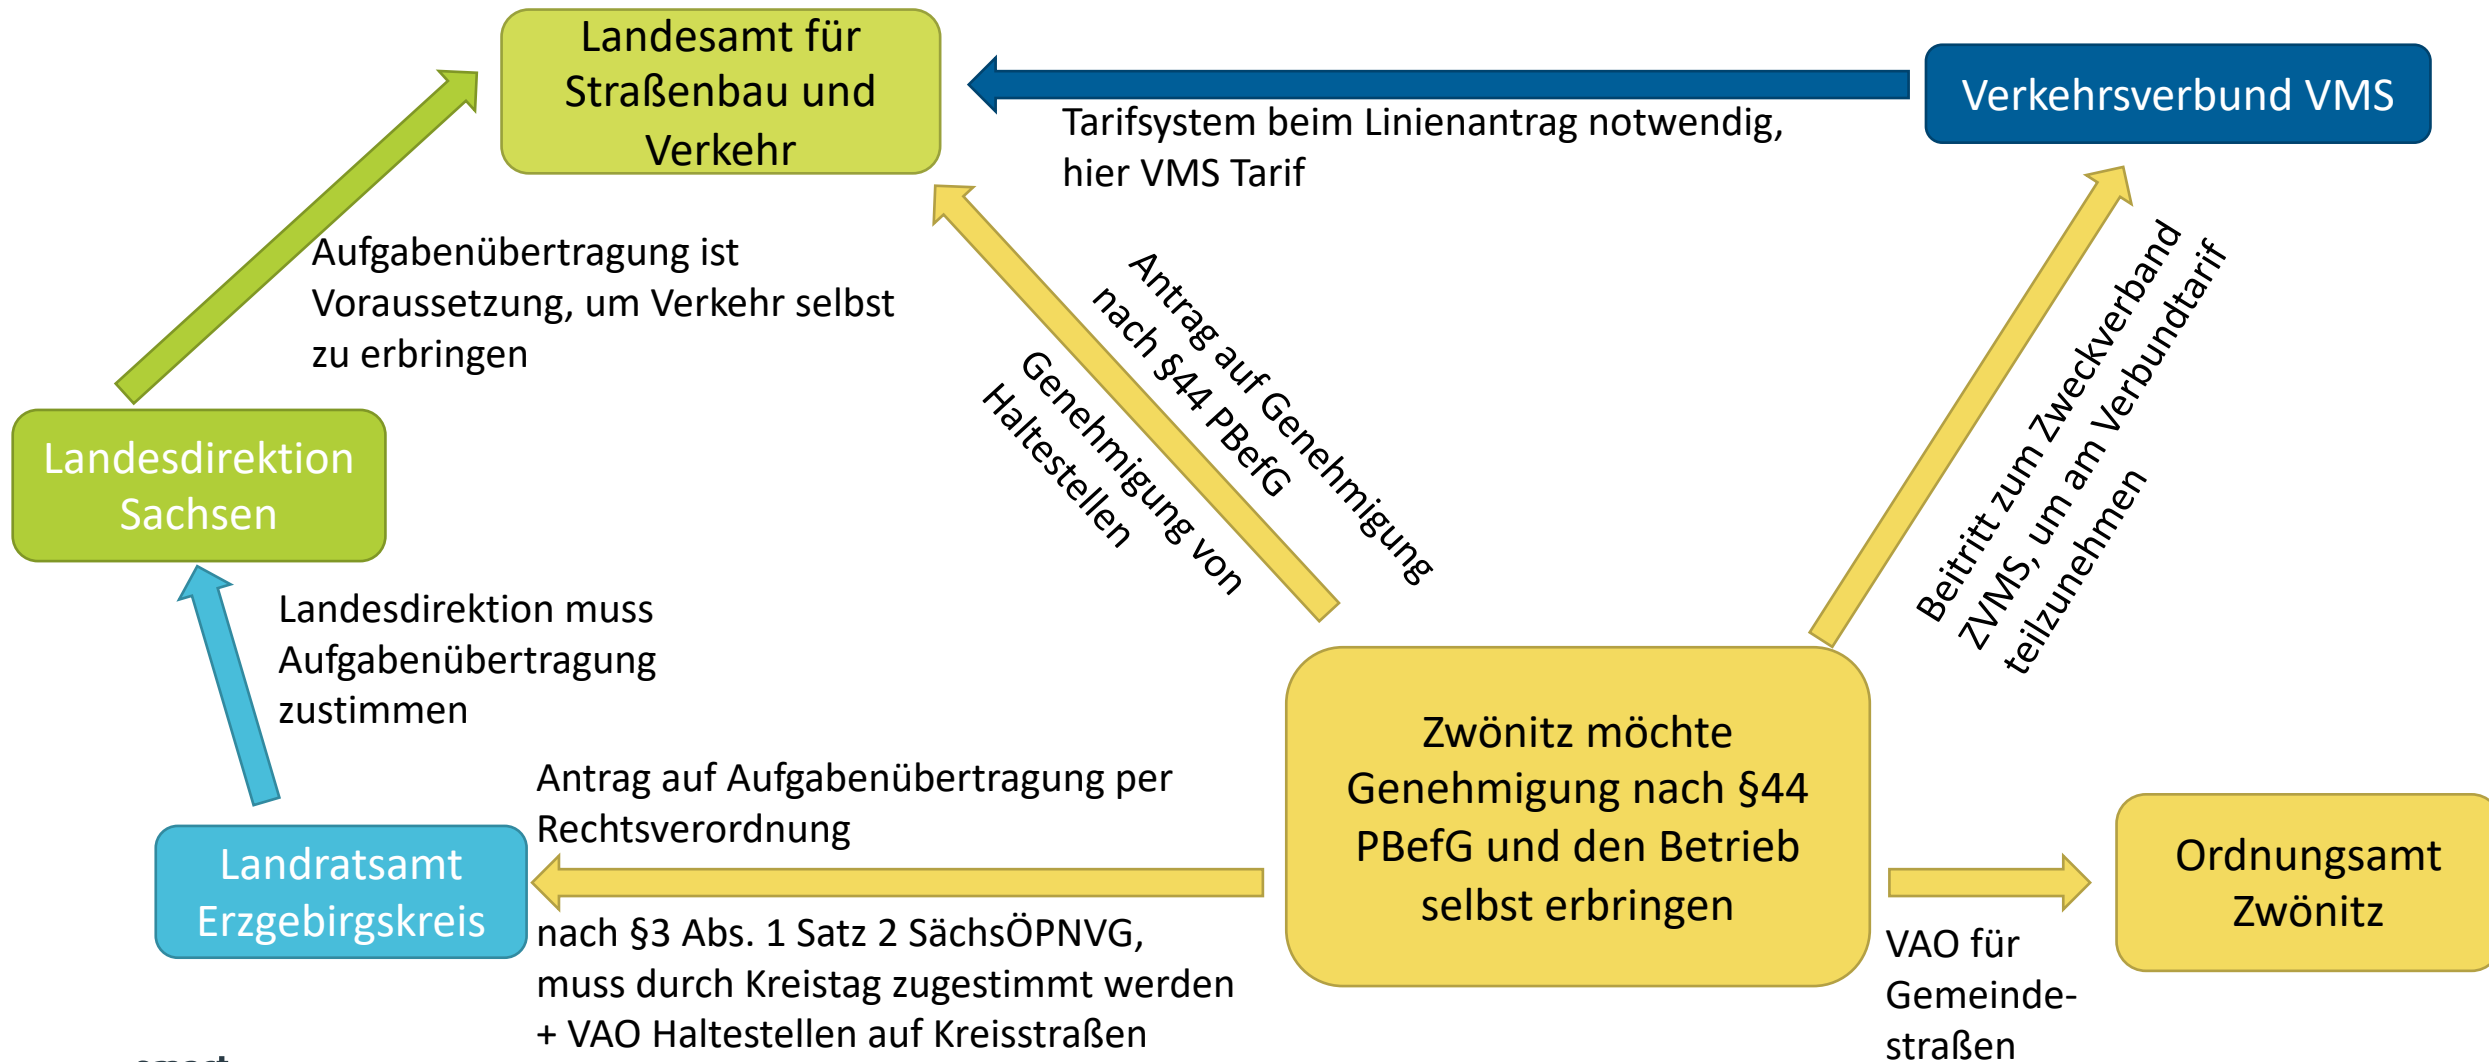 Landesamt für
Straßenbau und
Verkehr
Verkehrsverbund VMS
Tarifsystem beim Linienantrag notwendig,
hier VMS Tarif
Aufgabenübertragung ist
Voraussetzung, um Verkehr selbst
zu erbringen
Antrag auf Genehmigung
nach §44 PBefG
Genehmigung von
Haltestellen
Beitritt zum Zweckverband
ZVMS, um am Verbundtarif
teilzunehmen
Landesdirektion
Sachsen
Landesdirektion muss
Aufgabenübertragung
zustimmen
Zwönitz möchte
Genehmigung nach §44
PBefG und den Betrieb
selbst erbringen
Antrag auf Aufgabenübertragung per
Rechtsverordnung
Landratsamt
Erzgebirgskreis
nach §3 Abs. 1 Satz 2 SächsÖPNVG,
muss durch Kreistag zugestimmt werden
+ VAO Haltestellen auf Kreisstraßen
Ordnungsamt
Zwönitz
VAO für
Gemeinde-
straßen